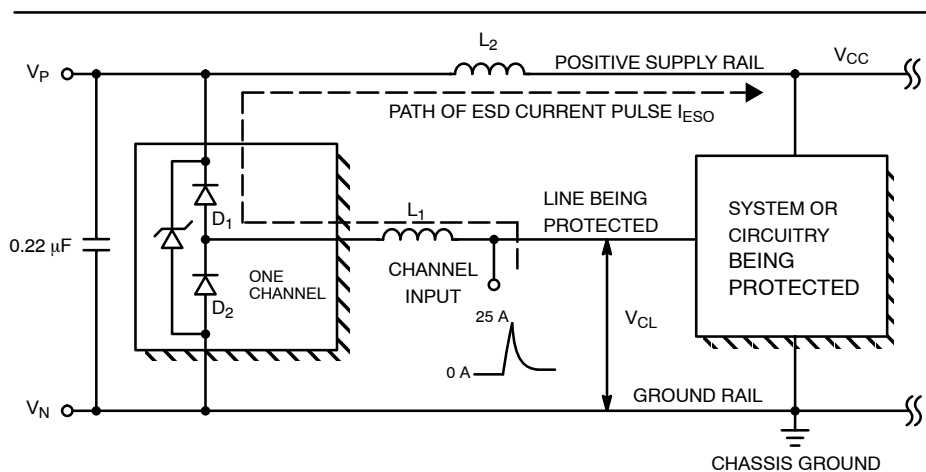 L2
VP
POSITIVE SUPPLY RAIL
VCC
PATH OF ESD CURRENT PULSE IESO
D1
L1
LINE BEING
PROTECTED
SYSTEM OR
CIRCUITRY
BEING
PROTECTED
0.22 μF
ONE
CHANNEL
D2
CHANNEL
INPUT
25 A
VCL
0 A
VN
GROUND RAIL
CHASSIS GROUND